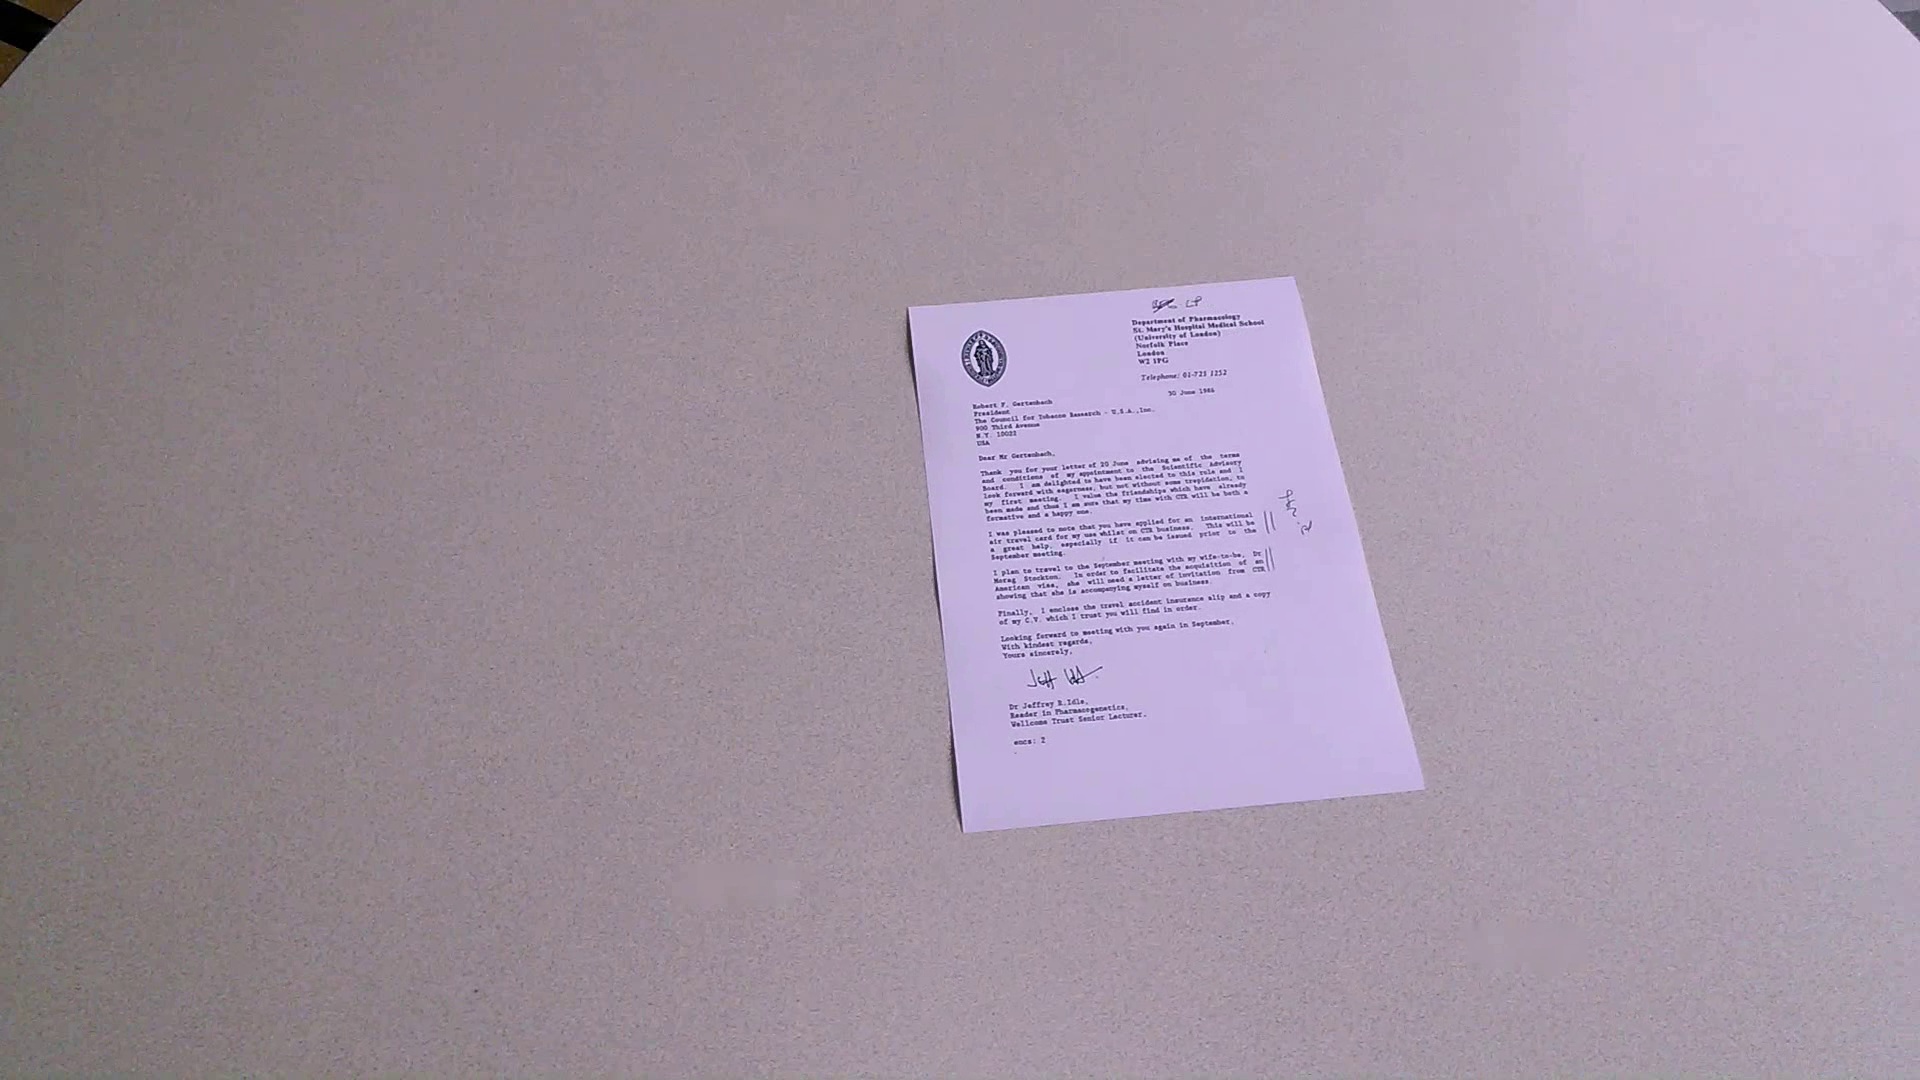 LP
Department of Pharmacology
St. Mary's Hospital Medical School
(University of London)
Norfolk Place
London
W2 1PG
Telephone: 01-725 1252
30 June 1986
Robert F. Gertenbach
President
The Council for Tobacco Research - U.S.A.,Inc.
900 Third Avenue
N.Y. 10022
USA
Dear Mr Gertenbach,
Thank you for your letter of 20 June advising me of the terms
and conditions of my appointment to the Scientific Advisory
Board. I am delighted to have been elected to this role and I
look forward with eagerness, but not without some trepidation, to
my first meeting. I value the friendships which have already
been made and thus I am sure that my time with CTR will be both a
formative and a happy one.
I was pleased to note that you have applied for an international
air travel card for my use whilst on CTR business. This will be
a great help, especially if it can be issued prior to the
September meeting.
I plan to travel to the September meeting with my wife-to-be, Dr
Morag Stockton. In order to facilitate the acquisition of an
American visa, she will need a letter of invitation from CTR
showing that she is accompanying myself on business.
Finally, I enclose the travel accident insurance slip and a copy
of my C.V. which I trust you will find in order.
Looking forward to meeting with you again in September.
With kindest regards,
Yours sincerely,
Jeff
Dr Jeffrey R.Idle,
Reader in Pharmacogenetics,
Wellcome Trust Senior Lecturer.
encs: 2